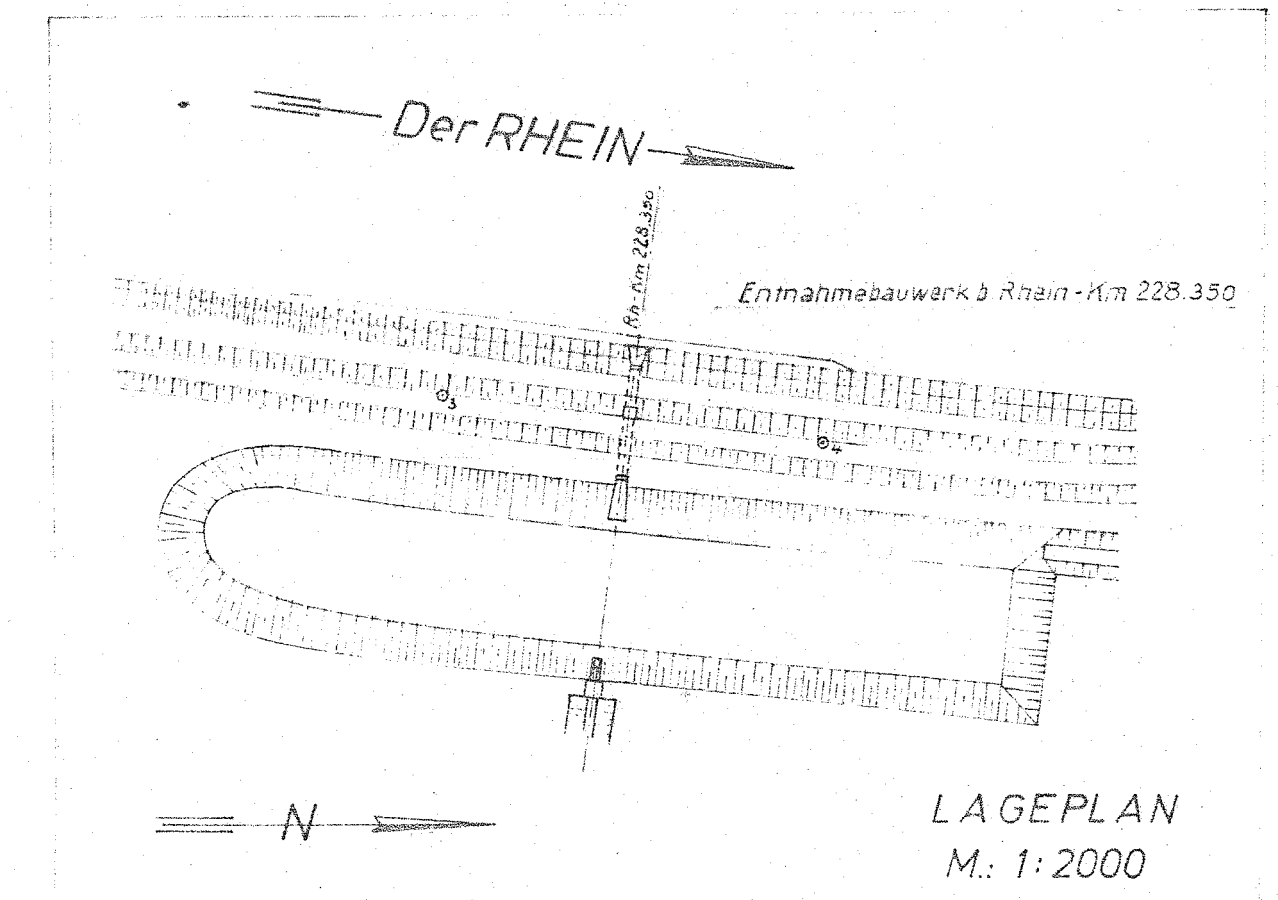 Der RHEIN
Rh-Km 228.350
Entnahmebauwerk b. Rhein-Km 228.350
3
4
N
LAGEPLAN
M.: 1:2000